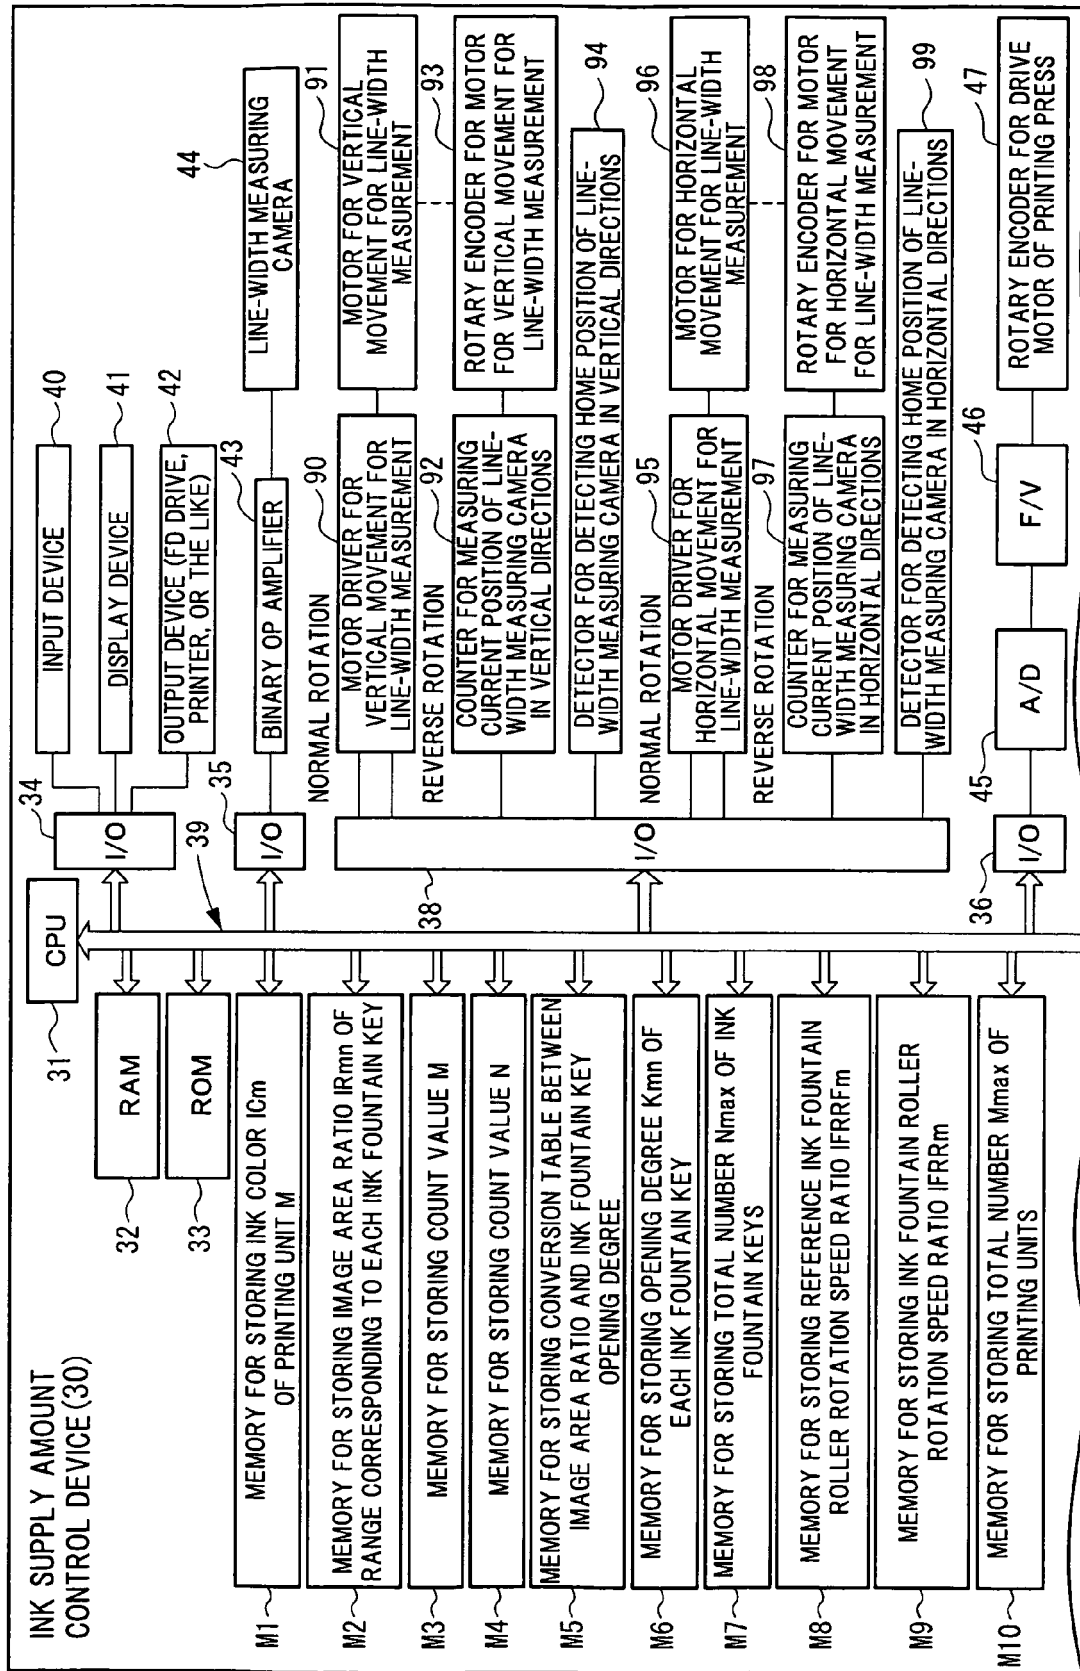 INK SUPPLY AMOUNT
CONTROL DEVICE (30)
CPU
31
RAM
32
ROM
33
39
M1
MEMORY FOR STORING INK COLOR ICm
OF PRINTING UNIT M
M2
MEMORY FOR STORING IMAGE AREA RATIO IRmn OF
RANGE CORRESPONDING TO EACH INK FOUNTAIN KEY
M3
MEMORY FOR STORING COUNT VALUE M
M4
MEMORY FOR STORING COUNT VALUE N
M5
MEMORY FOR STORING CONVERSION TABLE BETWEEN
IMAGE AREA RATIO AND INK FOUNTAIN KEY
OPENING DEGREE
M6
MEMORY FOR STORING OPENING DEGREE Kmn OF
EACH INK FOUNTAIN KEY
M7
MEMORY FOR STORING TOTAL NUMBER Nmax OF INK
FOUNTAIN KEYS
M8
MEMORY FOR STORING REFERENCE INK FOUNTAIN
ROLLER ROTATION SPEED RATIO IFRRFm
M9
MEMORY FOR STORING INK FOUNTAIN ROLLER
ROTATION SPEED RATIO IFRRm
M10
MEMORY FOR STORING TOTAL NUMBER Mmax OF
PRINTING UNITS
34
I/O
INPUT DEVICE
40
DISPLAY DEVICE
41
OUTPUT DEVICE (FD DRIVE,
PRINTER, OR THE LIKE)
42
35
I/O
BINARY OP AMPLIFIER
43
LINE-WIDTH MEASURING
CAMERA
44
38
I/O
NORMAL ROTATION
MOTOR DRIVER FOR
VERTICAL MOVEMENT FOR
LINE-WIDTH MEASUREMENT
90
REVERSE ROTATION
MOTOR FOR VERTICAL
MOVEMENT FOR LINE-WIDTH
MEASUREMENT
91
COUNTER FOR MEASURING
CURRENT POSITION OF LINE-
WIDTH MEASURING CAMERA
IN VERTICAL DIRECTIONS
92
ROTARY ENCODER FOR MOTOR
FOR VERTICAL MOVEMENT FOR
LINE-WIDTH MEASUREMENT
93
DETECTOR FOR DETECTING HOME POSITION OF LINE-
WIDTH MEASURING CAMERA IN VERTICAL DIRECTIONS
94
NORMAL ROTATION
MOTOR DRIVER FOR
HORIZONTAL MOVEMENT FOR
LINE-WIDTH MEASUREMENT
95
REVERSE ROTATION
MOTOR FOR HORIZONTAL
MOVEMENT FOR LINE-WIDTH
MEASUREMENT
96
COUNTER FOR MEASURING
CURRENT POSITION OF LINE-
WIDTH MEASURING CAMERA
IN HORIZONTAL DIRECTIONS
97
ROTARY ENCODER FOR MOTOR
FOR HORIZONTAL MOVEMENT
FOR LINE-WIDTH MEASUREMENT
98
DETECTOR FOR DETECTING HOME POSITION OF LINE-
WIDTH MEASURING CAMERA IN HORIZONTAL DIRECTIONS
99
36
I/O
45
A/D
46
F/V
ROTARY ENCODER FOR DRIVE
MOTOR OF PRINTING PRESS
47